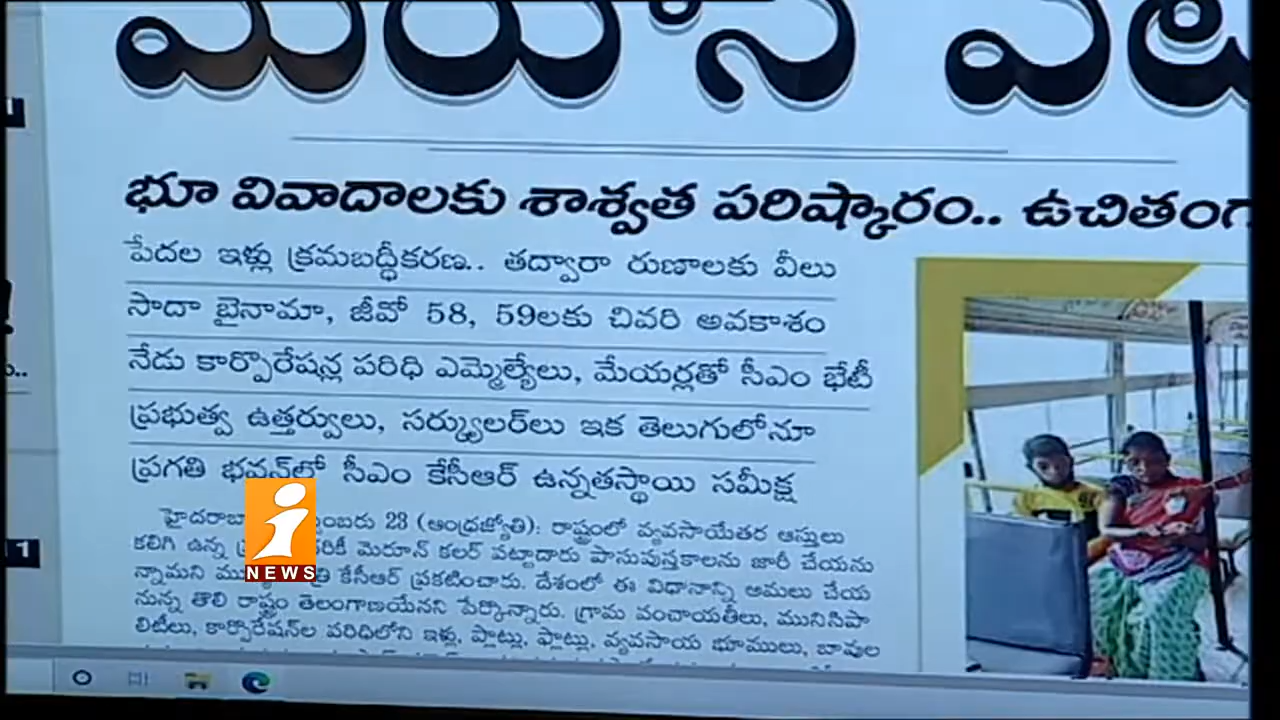 మెరూన్
భూ వివాదాలకు శాశ్వత పరిష్కారం.. ఉచితంగా
పేదల ఇళ్లు క్రమబద్ధీకరణ.. తద్వారా రుణాలకు వీలు
సాదా బైనామా, జీవో 58, 59లకు చివరి అవకాశం
నేడు కార్పొరేషన్ల పరిధి ఎమ్మెల్యేలు, మేయర్లతో సీఎం భేటీ
ప్రభుత్వ ఉత్తర్వులు, సర్క్యులర్‌లు ఇక తెలుగులోనూ
ప్రగతి భవన్‌లో సీఎం కేసీఆర్ ఉన్నతస్థాయి సమీక్ష
హైదరాబా ంబరు 23 (ఆంధ్రజ్యోతి): రాష్ట్రంలో వ్యవసాయేతర ఆస్తులు
కలిగి ఉన్న ప్ర రికీ మెరూన్ కలర్ పట్టాదారు పాసుపుస్తకాలను జారీ చేయను
న్నామని ముఖ్య త్రి కేసీఆర్ ప్రకటించారు. దేశంలో ఈ విధానాన్ని అమలు చేయ
నున్న తొలి రాష్ట్రం తెలంగాణయేనని పేర్కొన్నారు. గ్రామ పంచాయతీలు, మునిసిపా
లిటీలు, కార్పొరేషన్‌ల పరిధిలోని ఇళ్లు, ప్లాట్లు, ఫ్లాట్లు, వ్యవసాయ భూములు, బావుల
i
NEWS
1